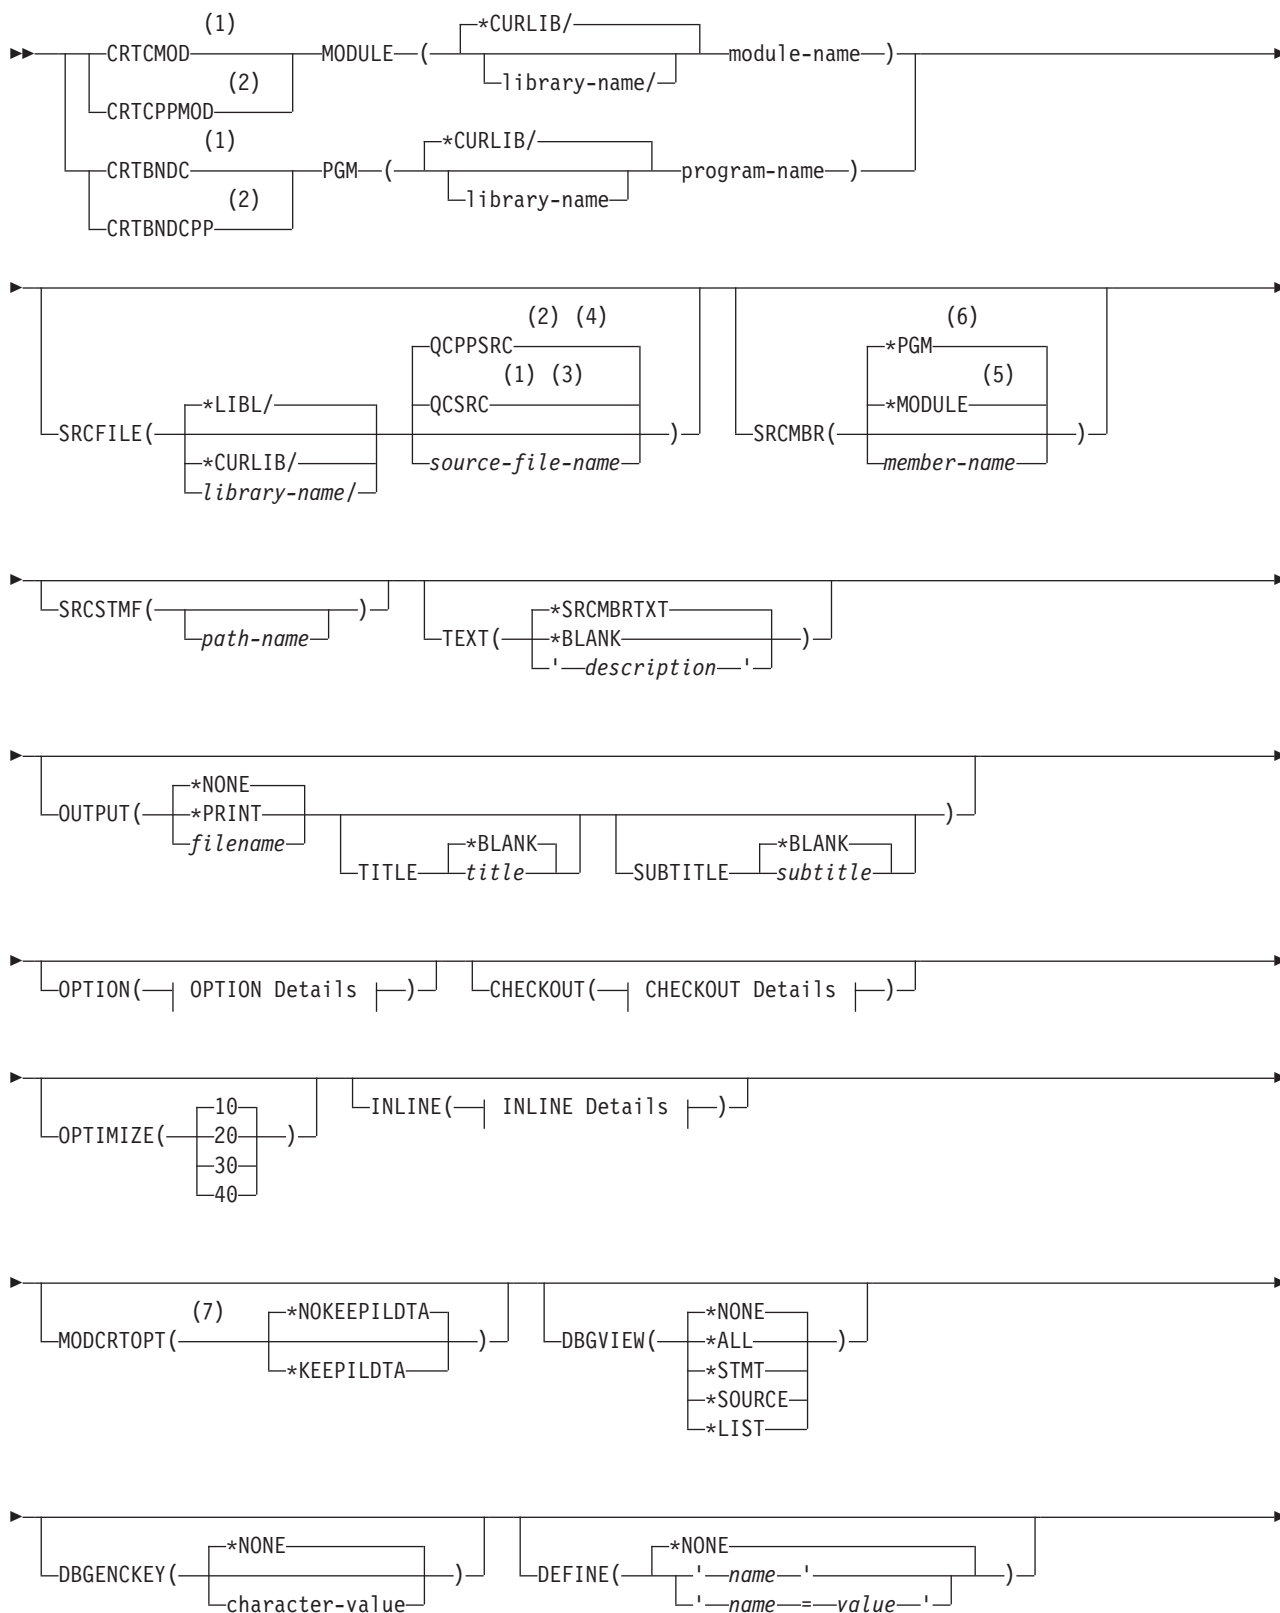 (1)
*CURLIB/
CRTCMOD MODULE ( module-name )
(2) library-name/
CRTCPPMOD
(1) *CURLIB/
CRTBNDC PGM ( program-name )
(2) library-name
CRTBNDCPP
(2) (4) (6)
QCPPSRC *PGM
(1) (3) (5)
*LIBL/ QCSRC *MODULE
SRCFILE( ) SRCMBR( )
*CURLIB/ source-file-name member-name
library-name/
SRCSTMF( ) *SRCMBRTXT
path-name TEXT( *BLANK )
' description '
*NONE
OUTPUT( *PRINT )
filename *BLANK *BLANK
TITLE title SUBTITLE subtitle
OPTION( OPTION Details ) CHECKOUT( CHECKOUT Details )
10 INLINE( INLINE Details )
OPTIMIZE( 20 )
30
40
(7) *NOKEEPILDTA *NONE
MODCRTOPT( ) DBGVIEW( *ALL )
*KEEPILDTA *STMT
*SOURCE
*LIST
*NONE *NONE
DBGENCKEY( ) DEFINE( ' name ' )
character-value ' name = value '